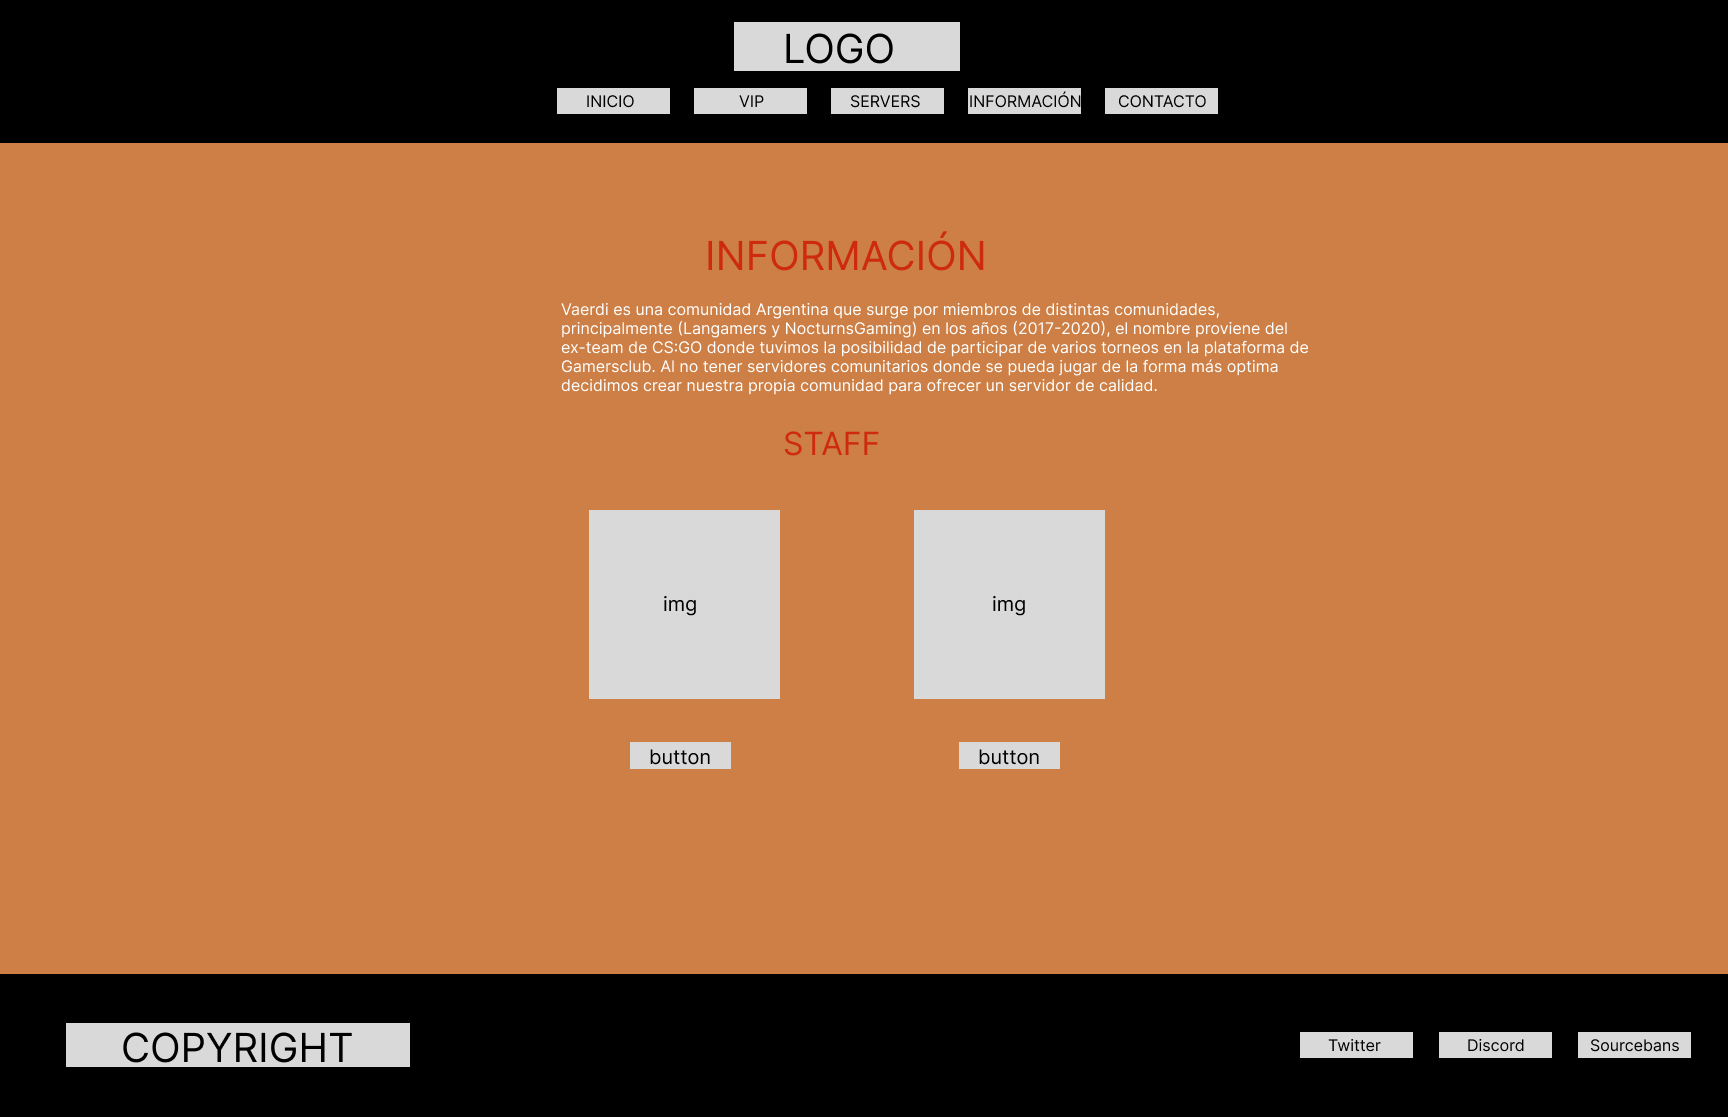 LOGO
INICIO
VIP
SERVERS
INFORMACIÓN
CONTACTO
INFORMACIÓN
Vaerdi es una comunidad Argentina que surge por miembros de distintas comunidades,
principalmente (Langamers y NocturnsGaming) en los años (2017-2020), el nombre proviene del
ex-team de CS:GO donde tuvimos la posibilidad de participar de varios torneos en la plataforma de
Gamersclub. Al no tener servidores comunitarios donde se pueda jugar de la forma más optima
decidimos crear nuestra propia comunidad para ofrecer un servidor de calidad.
STAFF
img
img
button
button
COPYRIGHT
Twitter
Discord
Sourcebans